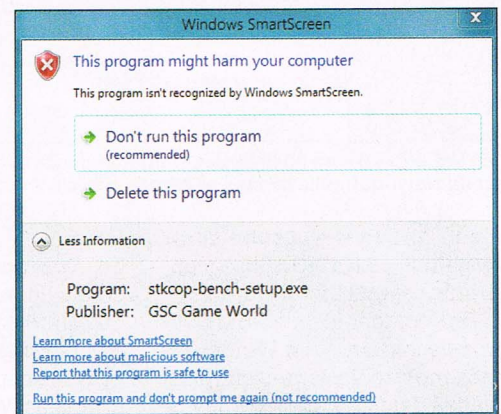 Windows SmartScreen
X
This program might harm your computer
This program isn't recognized by Windows SmartScreen.
Don't run this program
(recommended)
Delete this program
Less Information
Program: stkcop-bench-setup.exe
Publisher: GSC Game World
Learn more about SmartScreen
Learn more about malicious software
Report that this program is safe to use
Run this program and don't prompt me again (not recommended)